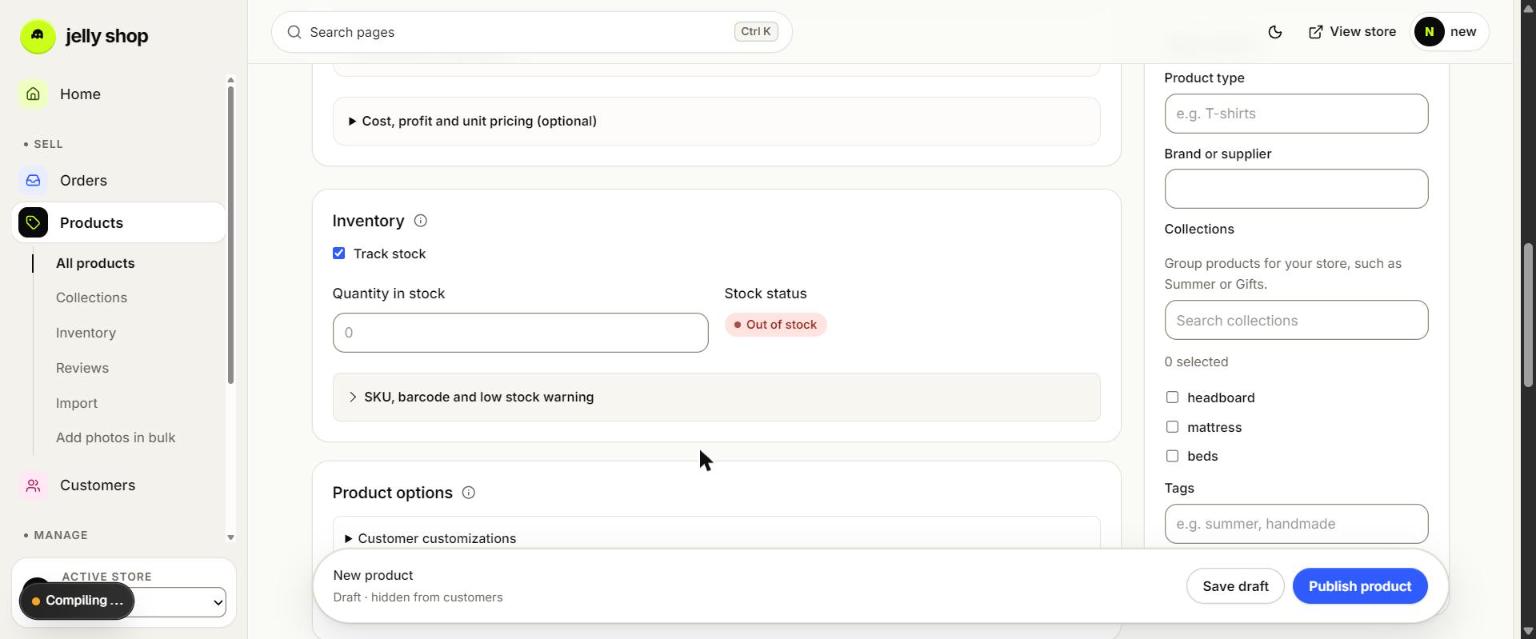 jelly shop
Search pages
Ctrl K
View store
N
new
Home
SELL
Orders
Products
All products
Collections
Inventory
Reviews
Import
Add photos in bulk
Customers
MANAGE
ACTIVE STORE
Compiling ...
Cost, profit and unit pricing (optional)
Inventory
Track stock
Quantity in stock
0
Stock status
Out of stock
SKU, barcode and low stock warning
Product options
Customer customizations
New product
Draft · hidden from customers
Save draft
Publish product
Product type
e.g. T-shirts
Brand or supplier
Collections
Group products for your store, such as
Summer or Gifts.
Search collections
0 selected
headboard
mattress
beds
Tags
e.g. summer, handmade